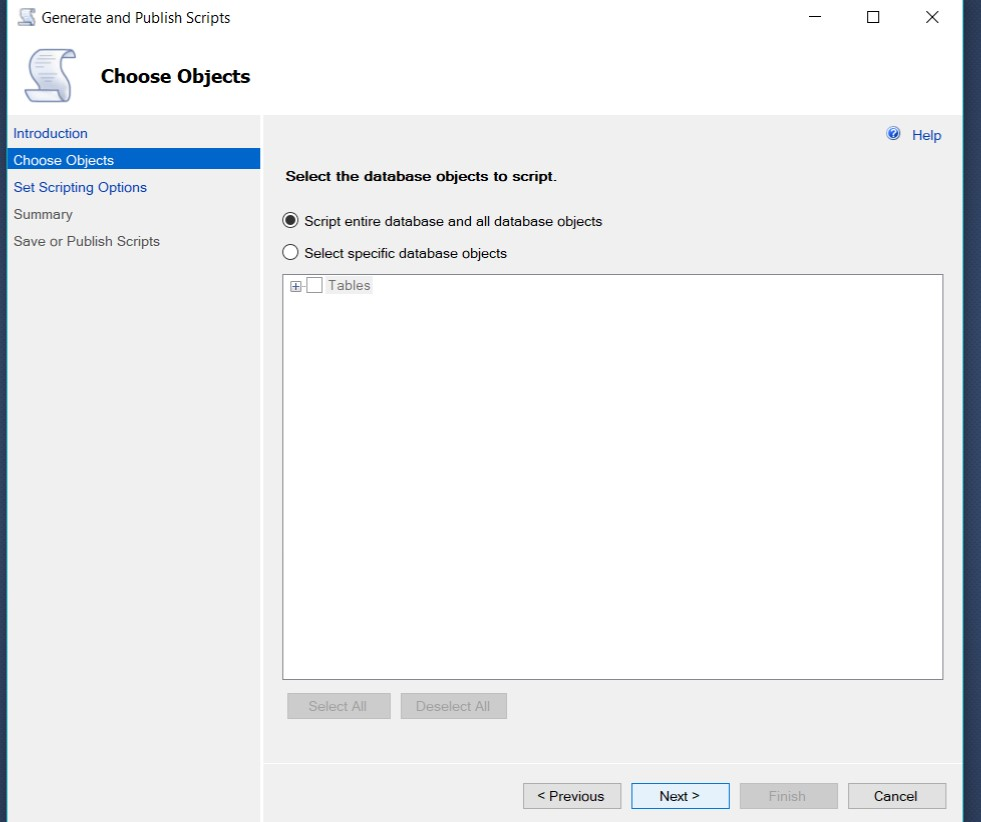 Generate and Publish Scripts
Choose Objects
Introduction
Choose Objects
Set Scripting Options
Summary
Save or Publish Scripts
Help
Select the database objects to script.
Script entire database and all database objects
Select specific database objects
Tables
Select All
Deselect All
< Previous
Next >
Finish
Cancel